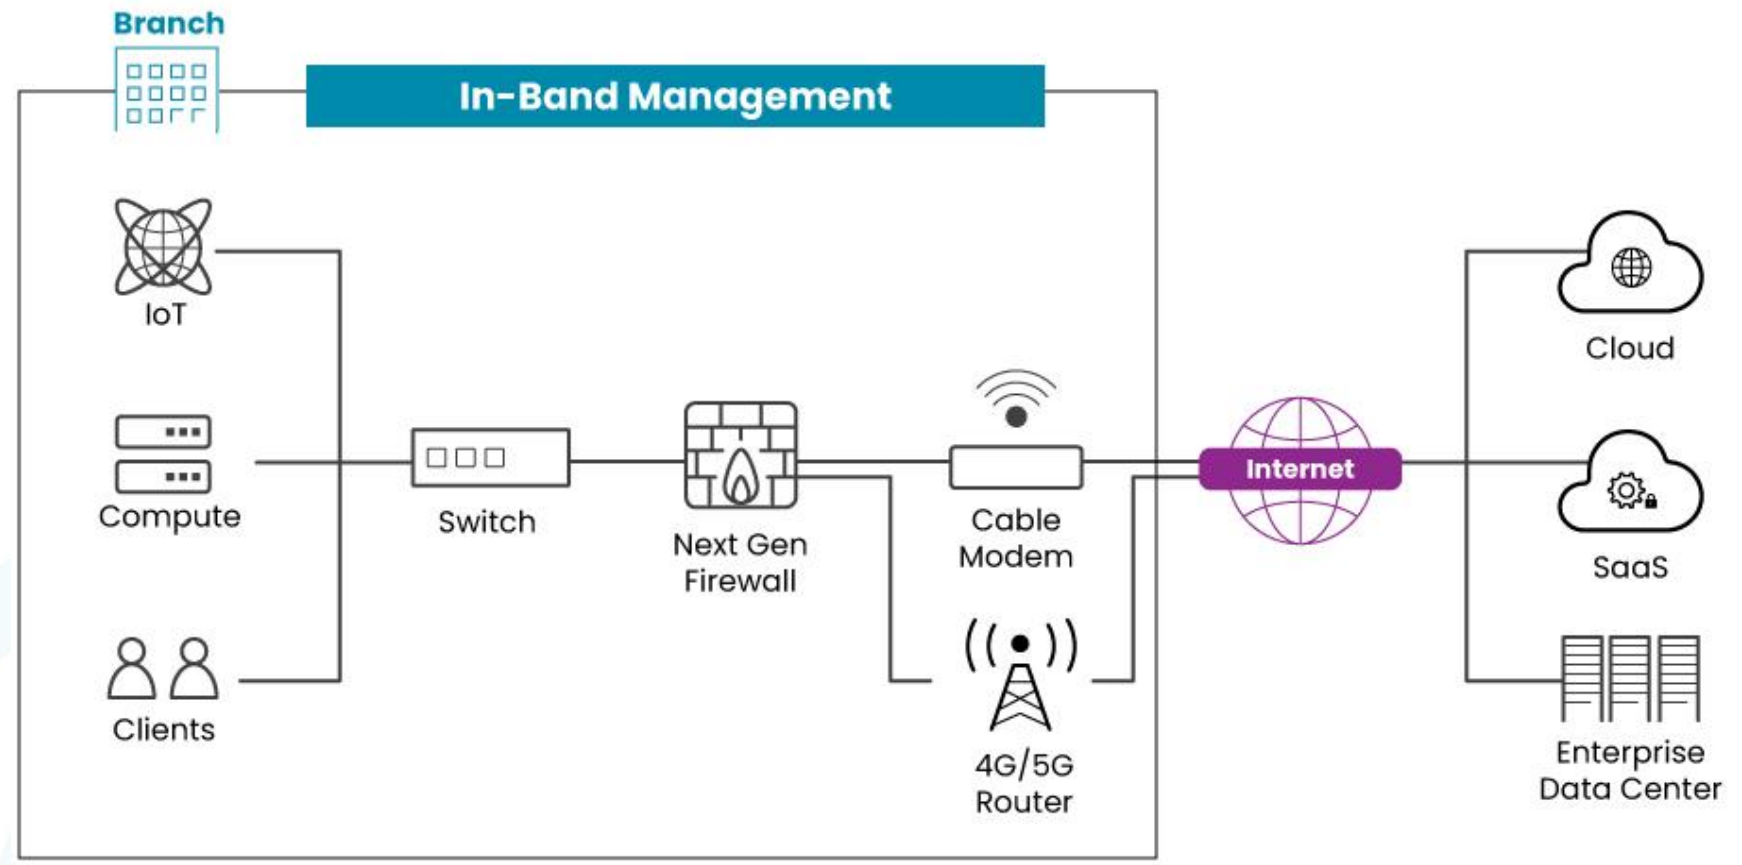 Branch
In-Band Management
IoT
Compute
Clients
Switch
Next Gen
Firewall
Cable
Modem
4G/5G
Router
Internet
Cloud
SaaS
Enterprise
Data Center